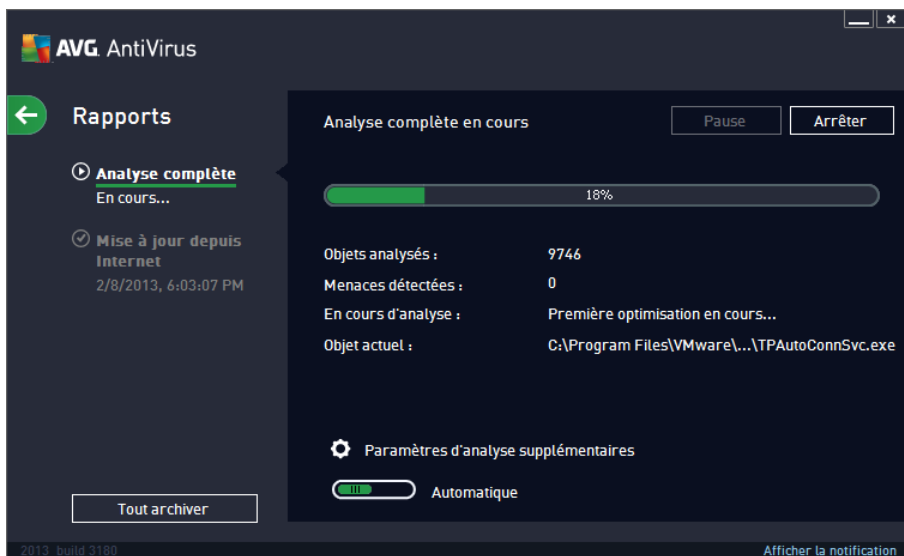 AVG. AntiVirus
Rapports
Analyse complète
En cours...
Mise à jour depuis
Internet
2/8/2013, 6:03:07 PM
Tout archiver
Analyse complète en cours
Pause
Arrêter
18%
Objets analysés : 9746
Menaces détectées : 0
En cours d'analyse : Première optimisation en cours...
Objet actuel : C:\Program Files\VMware\...\TPAutoConnSvc.exe
Paramètres d'analyse supplémentaires
Automatique
2013 build 3180
Afficher la notification